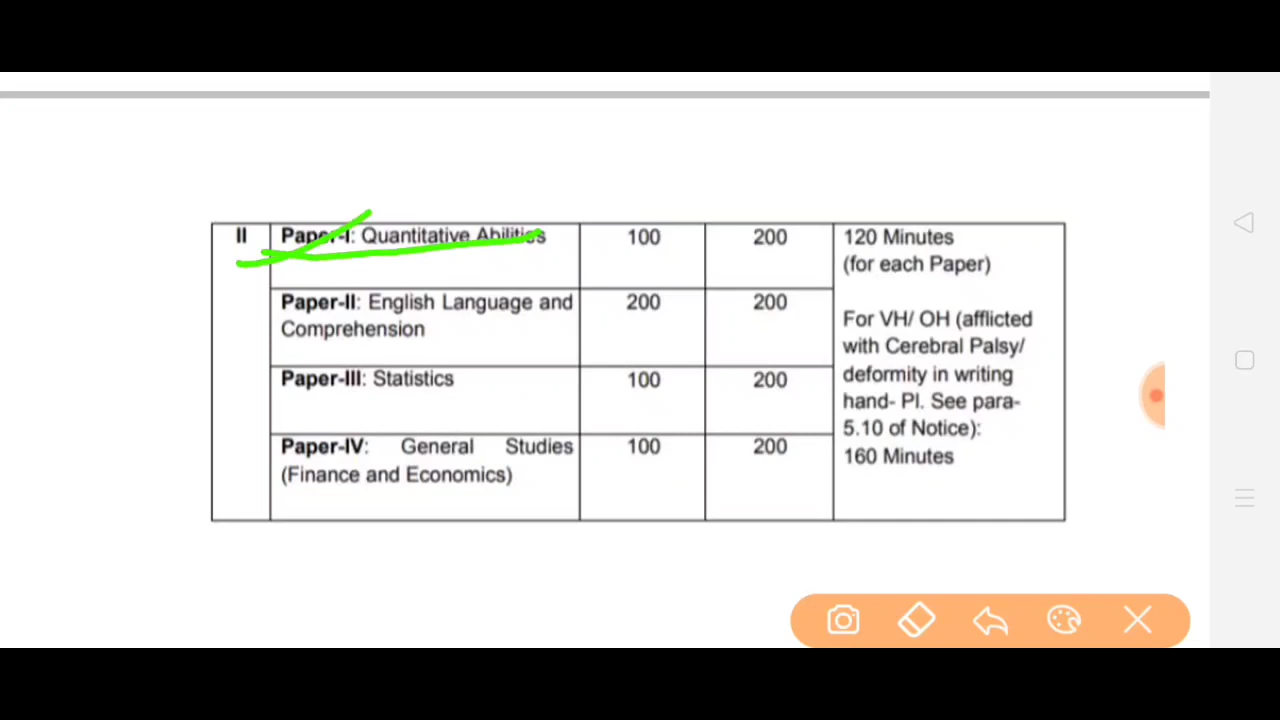 II Paper-I: Quantitative Abilities 100 200 120 Minutes
(for each Paper)
Paper-II: English Language and 200 200
Comprehension
For VH/ OH (afflicted
with Cerebral Palsy/
deformity in writing
hand- Pl. See para-
5.10 of Notice):
160 Minutes
Paper-III: Statistics 100 200
Paper-IV: General Studies 100 200
(Finance and Economics)